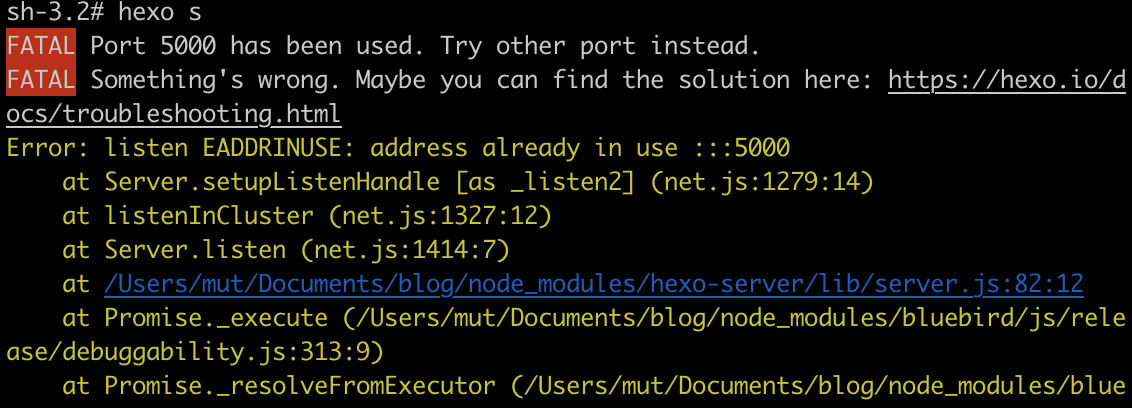 sh-3.2# hexo s
FATAL Port 5000 has been used. Try other port instead.
FATAL Something's wrong. Maybe you can find the solution here: https://hexo.io/d
ocs/troubleshooting.html
Error: listen EADDRINUSE: address already in use :::5000
    at Server.setupListenHandle [as _listen2] (net.js:1279:14)
    at listenInCluster (net.js:1327:12)
    at Server.listen (net.js:1414:7)
    at /Users/mut/Documents/blog/node_modules/hexo-server/lib/server.js:82:12
    at Promise._execute (/Users/mut/Documents/blog/node_modules/bluebird/js/rele
ase/debuggability.js:313:9)
    at Promise._resolveFromExecutor (/Users/mut/Documents/blog/node_modules/blue